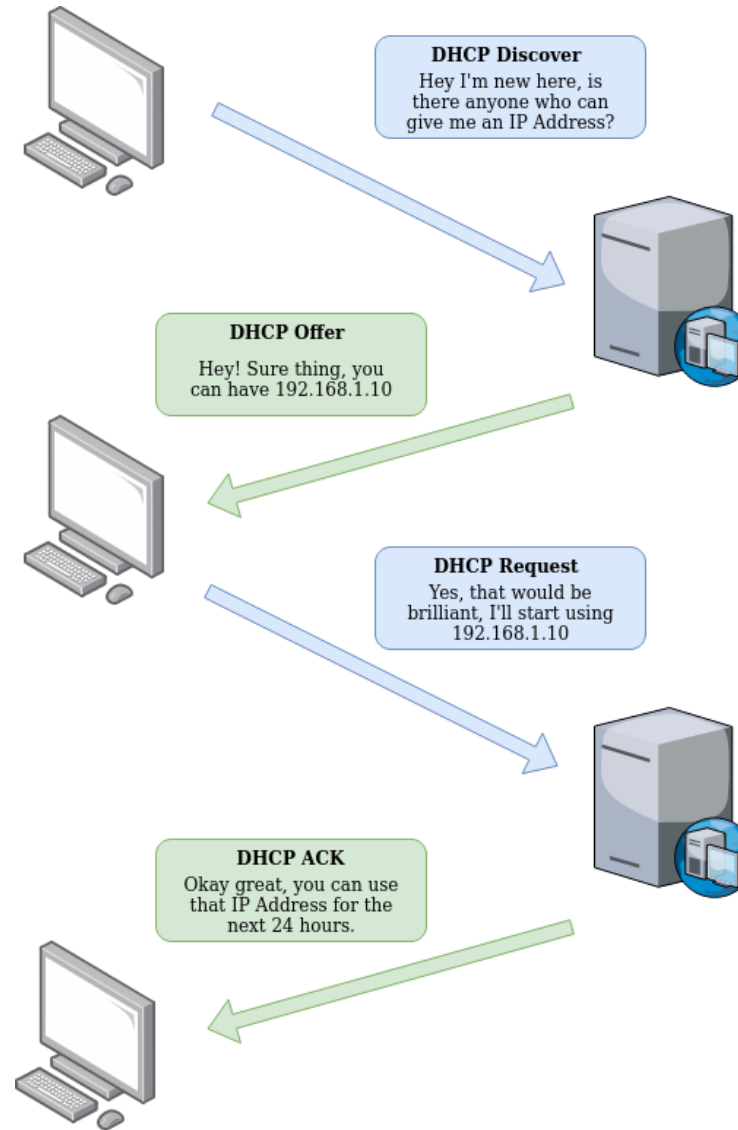 DHCP Discover
Hey I'm new here, is
there anyone who can
give me an IP Address?
DHCP Offer
Hey! Sure thing, you
can have 192.168.1.10
DHCP Request
Yes, that would be
brilliant, I'll start using
192.168.1.10
DHCP ACK
Okay great, you can use
that IP Address for the
next 24 hours.